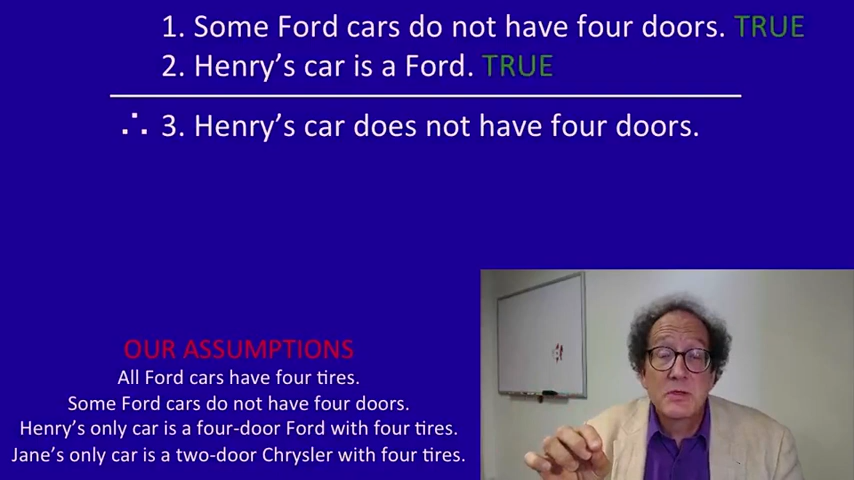 1. Some Ford cars do not have four doors. TRUE
2. Henry’s car is a Ford. TRUE
∴ 3. Henry’s car does not have four doors.
OUR ASSUMPTIONS
All Ford cars have four tires.
Some Ford cars do not have four doors.
Henry’s only car is a four-door Ford with four tires.
Jane’s only car is a two-door Chrysler with four tires.